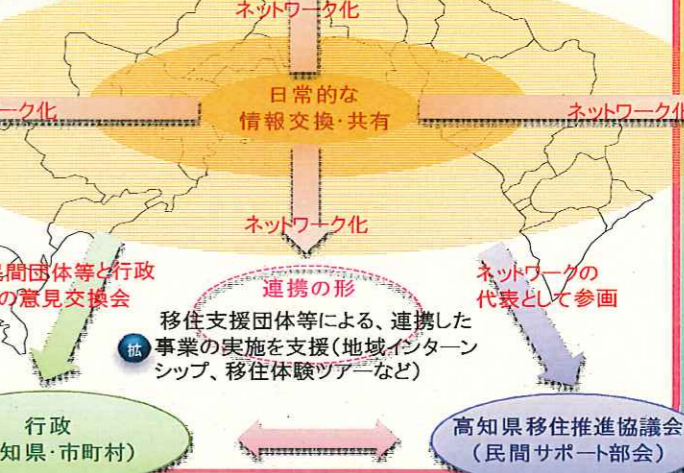 ネットワーク化
日常的な
情報交換・共有
ーク化
ネットワーク化
ネットワーク化
間団体等と行政
の意見交換会
連携の形
ネットワークの
代表として参画
移住支援団体等による、連携した
拡 事業の実施を支援(地域インターン
シップ、移住体験ツアーなど)
行政
知県・市町村)
高知県移住推進協議会
(民間サポート部会)